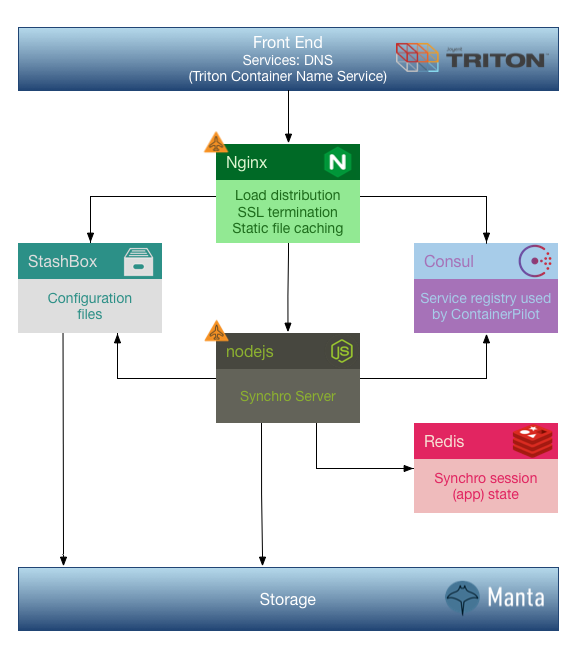 Front End
Services: DNS
(Triton Container Name Service)
Joyent
TRITON
Nginx
N
Load distribution
SSL termination
Static file caching
StashBox
Configuration
files
Consul
Service registry used
by ContainerPilot
nodejs
JS
Synchro Server
Redis
Synchro session
(app) state
Storage
Manta